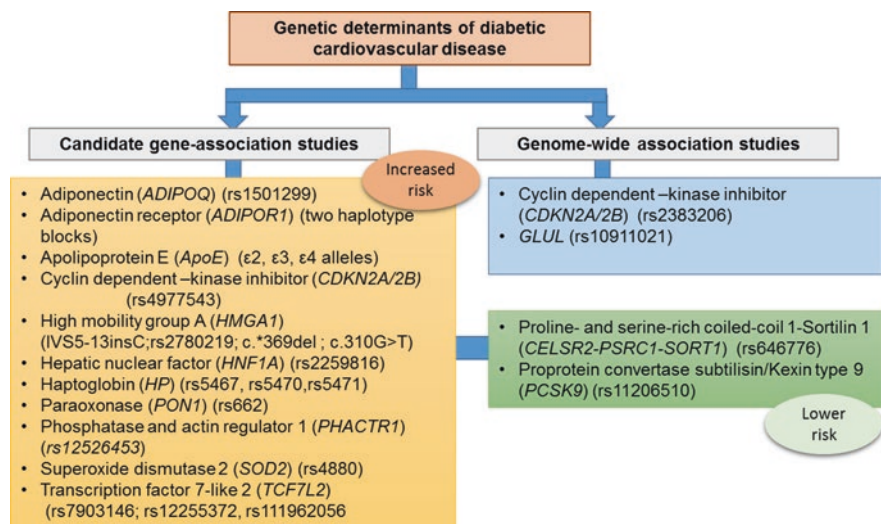 Genetic determinants of diabetic
cardiovascular disease
Candidate gene-association studies
Genome-wide association studies
Increased
risk
• Adiponectin (ADIPOQ) (rs1501299)
• Adiponectin receptor (ADIPOR1) (two haplotype
blocks)
• Apolipoprotein E (ApoE) (ε2, ε3, ε4 alleles)
• Cyclin dependent –kinase inhibitor (CDKN2A/2B)
(rs4977543)
• High mobility group A (HMGA1)
(IVS5-13insC;rs2780219; c.*369del ; c.310G>T)
• Hepatic nuclear factor (HNF1A) (rs2259816)
• Haptoglobin (HP) (rs5467, rs5470,rs5471)
• Paraoxonase (PON1) (rs662)
• Phosphatase and actin regulator 1 (PHACTR1)
(rs12526453)
• Superoxide dismutase 2 (SOD2) (rs4880)
• Transcription factor 7-like 2 (TCF7L2)
(rs7903146; rs12255372, rs111962056
• Cyclin dependent –kinase inhibitor
(CDKN2A/2B) (rs2383206)
• GLUL (rs10911021)
• Proline- and serine-rich coiled-coil 1-Sortilin 1
(CELSR2-PSRC1-SORT1) (rs646776)
• Proprotein convertase subtilisin/Kexin type 9
(PCSK9) (rs11206510)
Lower
risk